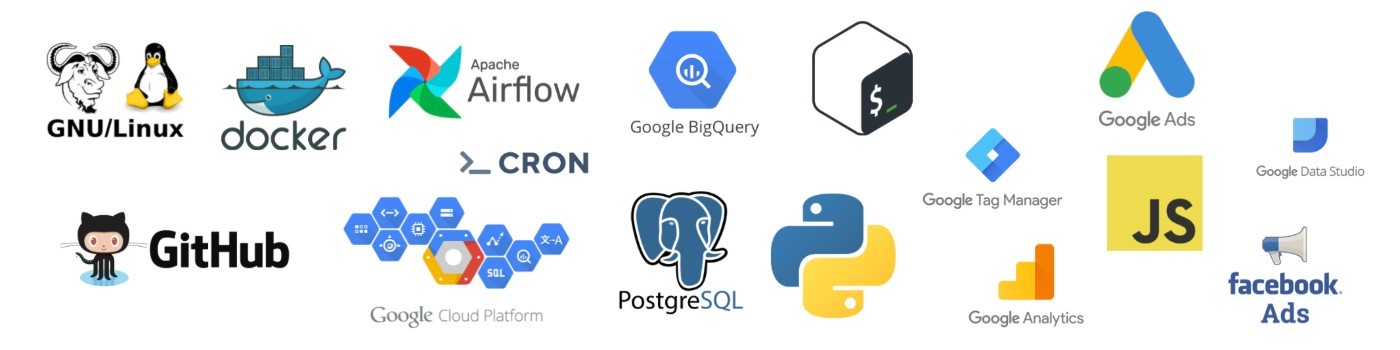 GNU/Linux
docker
Apache
Airflow
>_ CRON
Google BigQuery
$_
Google Ads
Google Tag Manager
Google Data Studio
GitHub
<··>
SQL
文-A
Google Cloud Platform
PostgreSQL
JS
Google Analytics
facebook.
Ads